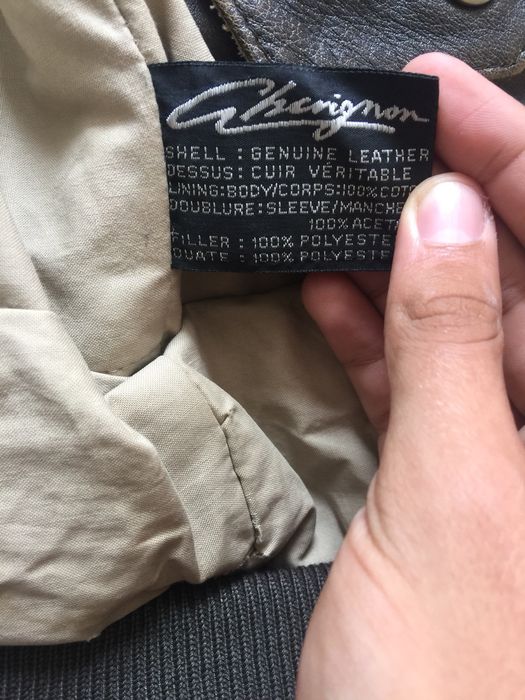 Chevignon
SHELL : GENUINE LEATHER
DESSUS: CUIR VÉRITABLE
LINING:BODY/CORPS:100% COTO
DOUBLURE: SLEEVE/MANCHE
100% ACETA
FILLER : 100% POLYESTE
OUATE : 100% POLYESTE